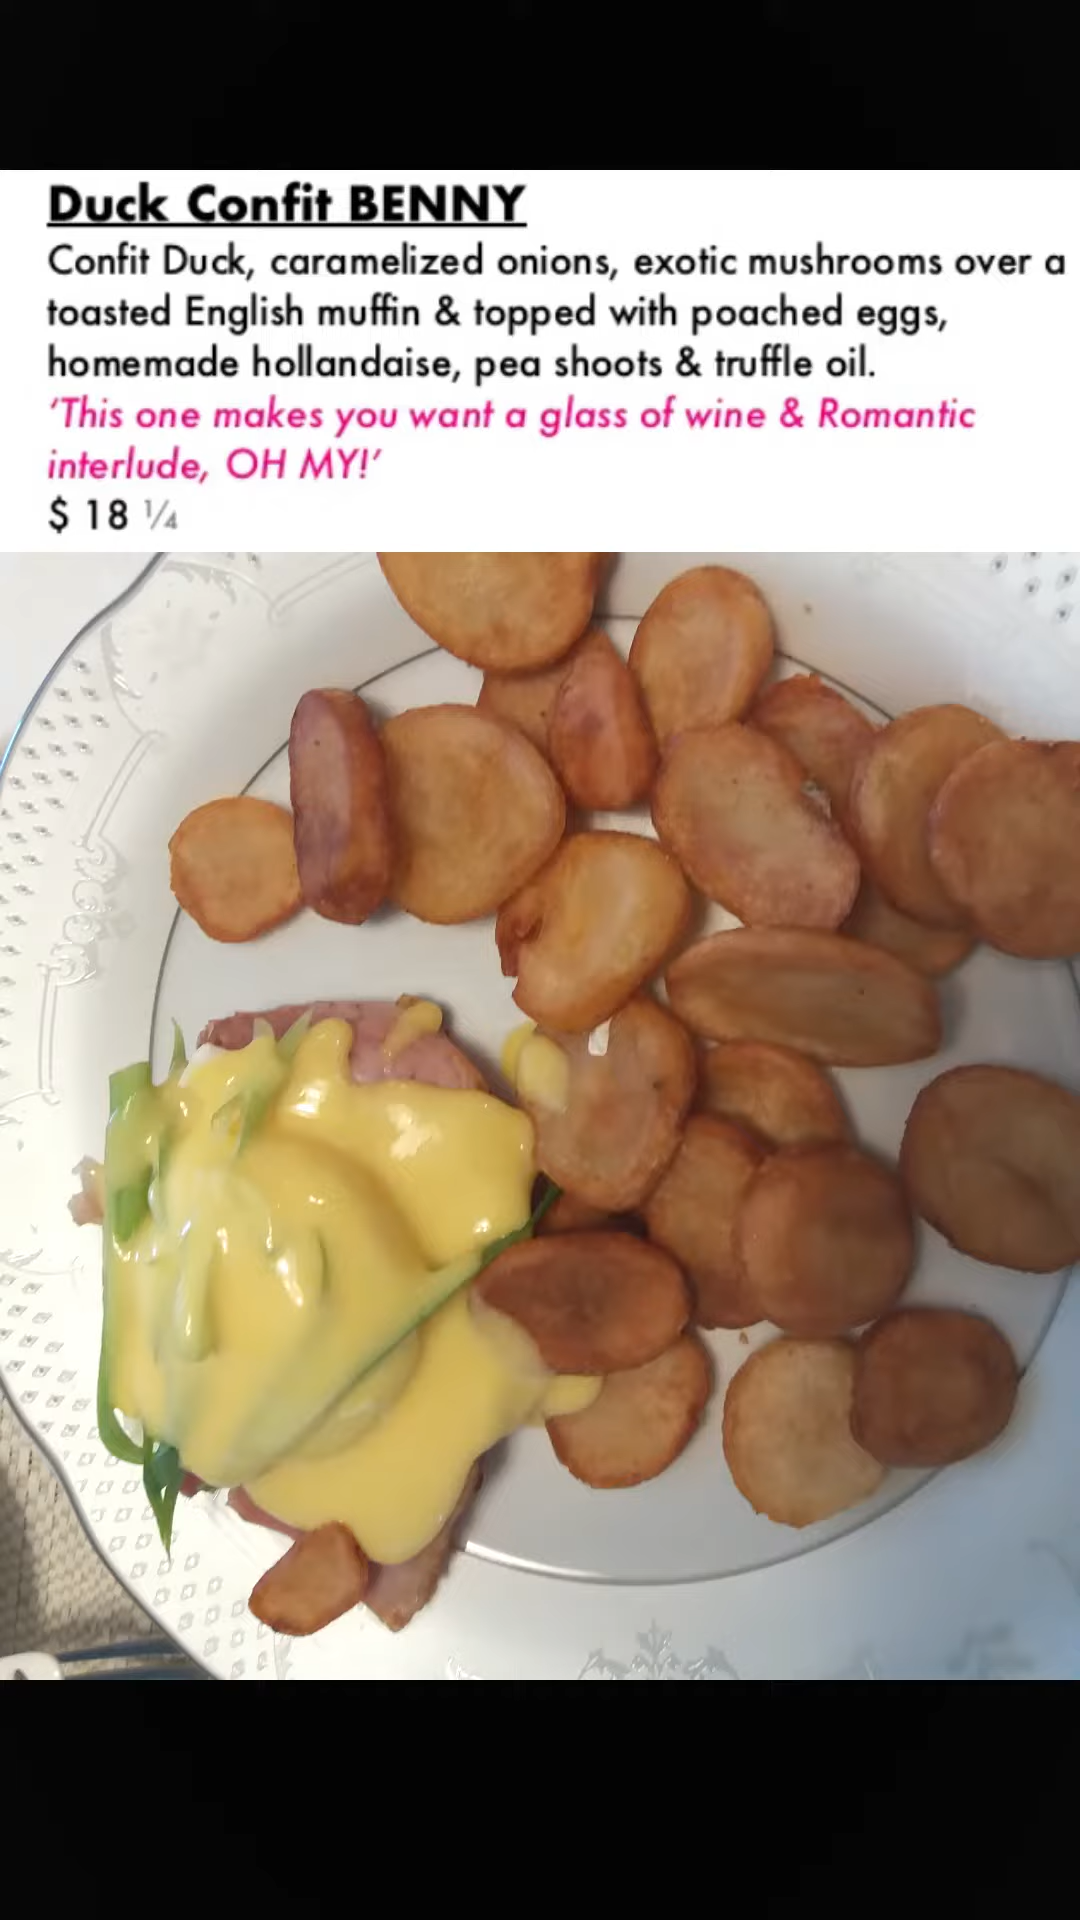 Duck Confit BENNY
Confit Duck, caramelized onions, exotic mushrooms over a
toasted English muffin & topped with poached eggs,
homemade hollandaise, pea shoots & truffle oil.
‘This one makes you want a glass of wine & Romantic
interlude, OH MY!’
$ 18 ¼